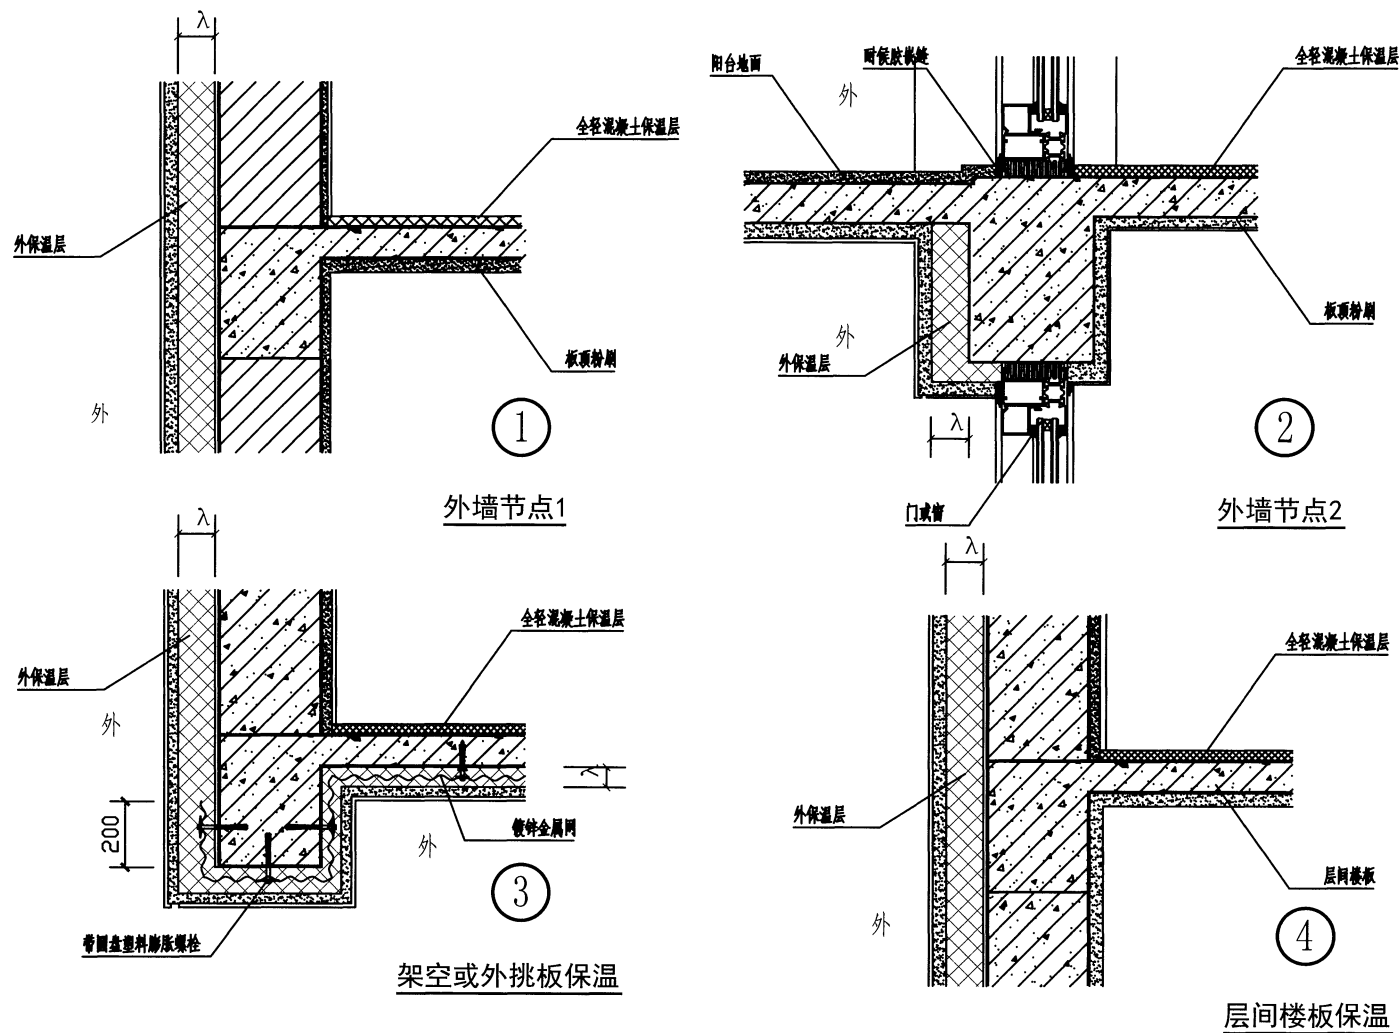 λ
全轻混凝土保温层
外保温层
板顶粉刷
外
1
外墙节点1
阳台地面
外
耐候胶嵌缝
全轻混凝土保温层
外
外保温层
板顶粉刷
λ
2
门或窗
外墙节点2
λ
全轻混凝土保温层
外保温层
外
λ
200
镀锌金属网
外
3
带圆盘塑料膨胀螺栓
架空或外挑板保温
λ
全轻混凝土保温层
外保温层
层间楼板
外
4
层间楼板保温